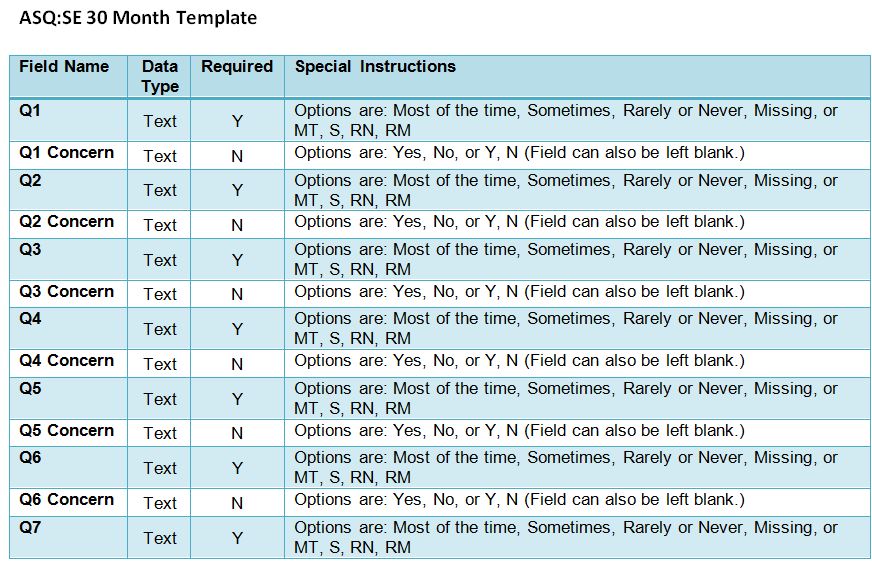 ASQ:SE 30 Month Template
Field Name Data Type Required Special Instructions
Q1 Text Y Options are: Most of the time, Sometimes, Rarely or Never, Missing, or
MT, S, RN, RM
Q1 Concern Text N Options are: Yes, No, or Y, N (Field can also be left blank.)
Q2 Text Y Options are: Most of the time, Sometimes, Rarely or Never, Missing, or
MT, S, RN, RM
Q2 Concern Text N Options are: Yes, No, or Y, N (Field can also be left blank.)
Q3 Text Y Options are: Most of the time, Sometimes, Rarely or Never, Missing, or
MT, S, RN, RM
Q3 Concern Text N Options are: Yes, No, or Y, N (Field can also be left blank.)
Q4 Text Y Options are: Most of the time, Sometimes, Rarely or Never, Missing, or
MT, S, RN, RM
Q4 Concern Text N Options are: Yes, No, or Y, N (Field can also be left blank.)
Q5 Text Y Options are: Most of the time, Sometimes, Rarely or Never, Missing, or
MT, S, RN, RM
Q5 Concern Text N Options are: Yes, No, or Y, N (Field can also be left blank.)
Q6 Text Y Options are: Most of the time, Sometimes, Rarely or Never, Missing, or
MT, S, RN, RM
Q6 Concern Text N Options are: Yes, No, or Y, N (Field can also be left blank.)
Q7 Text Y Options are: Most of the time, Sometimes, Rarely or Never, Missing, or
MT, S, RN, RM